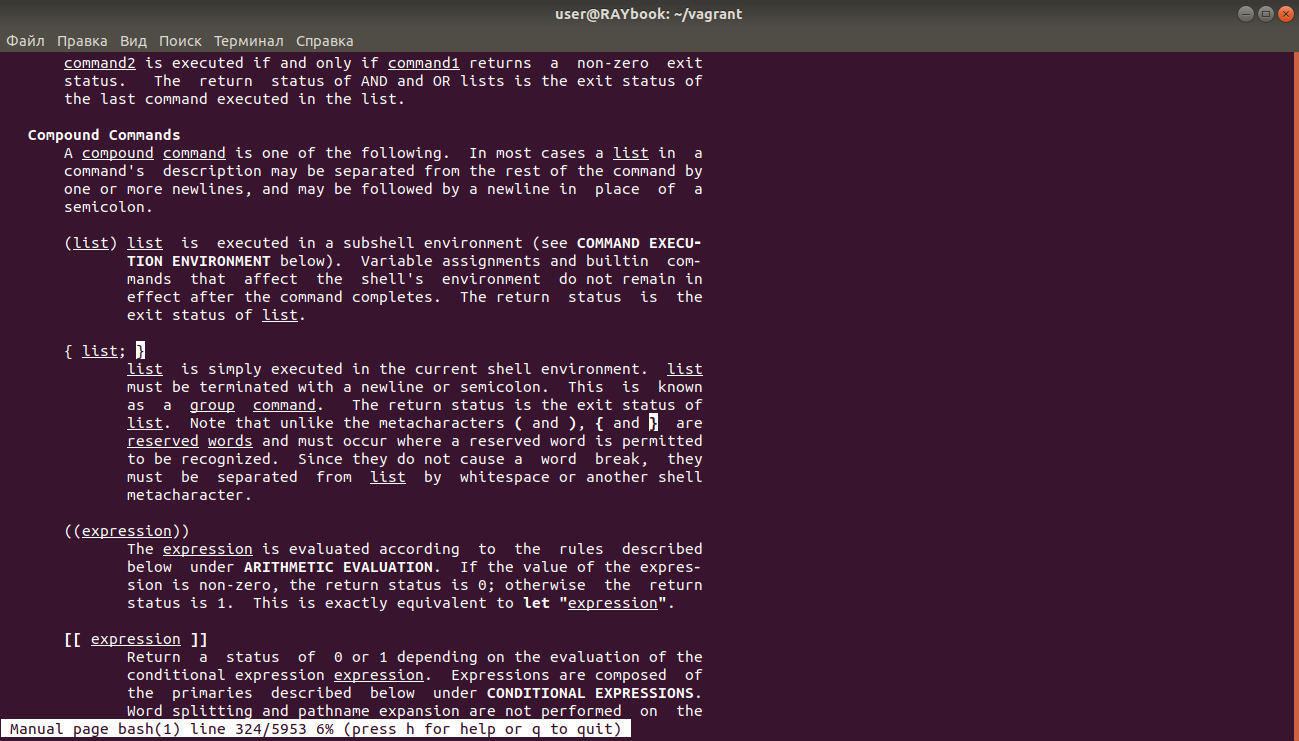 user@RAYbook: ~/vagrant
Файл Правка Вид Поиск Терминал Справка
command2 is executed if and only if command1 returns a non-zero exit
status. The return status of AND and OR lists is the exit status of
the last command executed in the list.
Compound Commands
A compound command is one of the following. In most cases a list in a
command's description may be separated from the rest of the command by
one or more newlines, and may be followed by a newline in place of a
semicolon.
(list) list is executed in a subshell environment (see COMMAND EXECU-
TION ENVIRONMENT below). Variable assignments and builtin com-
mands that affect the shell's environment do not remain in
effect after the command completes. The return status is the
exit status of list.
{ list; }
list is simply executed in the current shell environment. list
must be terminated with a newline or semicolon. This is known
as a group command. The return status is the exit status of
list. Note that unlike the metacharacters ( and ), { and } are
reserved words and must occur where a reserved word is permitted
to be recognized. Since they do not cause a word break, they
must be separated from list by whitespace or another shell
metacharacter.
((expression))
The expression is evaluated according to the rules described
below under ARITHMETIC EVALUATION. If the value of the expres-
sion is non-zero, the return status is 0; otherwise the return
status is 1. This is exactly equivalent to let "expression".
[[ expression ]]
Return a status of 0 or 1 depending on the evaluation of the
conditional expression expression. Expressions are composed of
the primaries described below under CONDITIONAL EXPRESSIONS.
Word splitting and pathname expansion are not performed on the
Manual page bash(1) line 324/5953 6% (press h for help or q to quit)